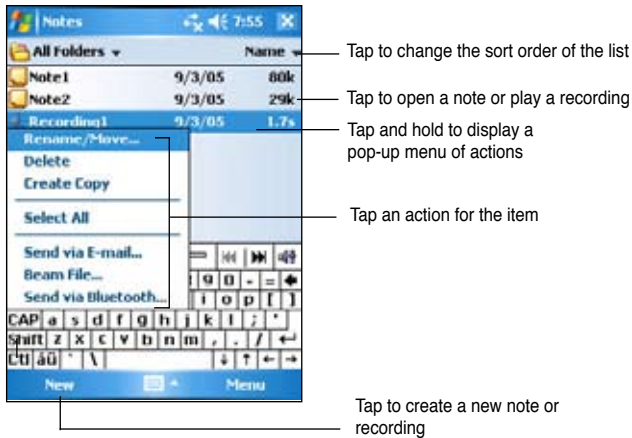 Notes 7:55
All Folders Name
Tap to change the sort order of the list
Note1 9/3/05 80k
Note2 9/3/05 29k
Tap to open a note or play a recording
Recording1 9/3/05 1.7s
Tap and hold to display a
pop-up menu of actions
Rename/Move...
Delete
Create Copy
Select All
Tap an action for the item
Send via E-mail...
Beam File...
Send via Bluetooth...
9 0 - =
i o p [ ]
CAP a s d f g h j k l ; '
Shift z x c v b n m , . /
Ctl áü ` \
New Menu
Tap to create a new note or
recording